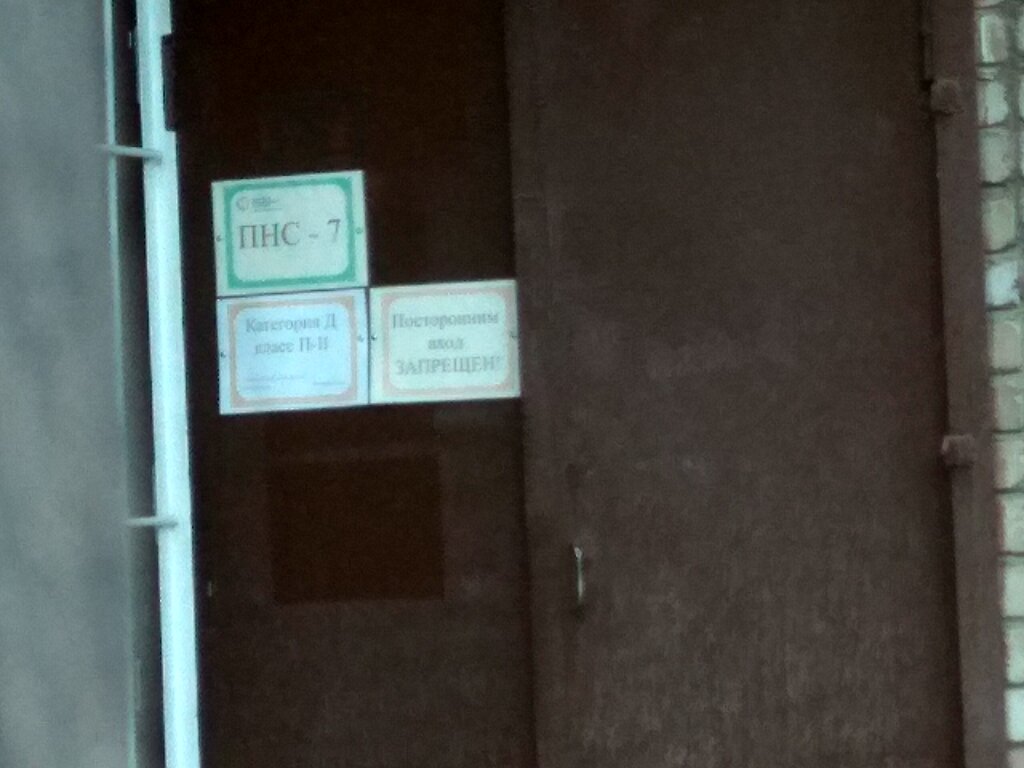 ПНС - 7
Категория Д
класс П-II
Посторонним
вход
ЗАПРЕЩЕН!